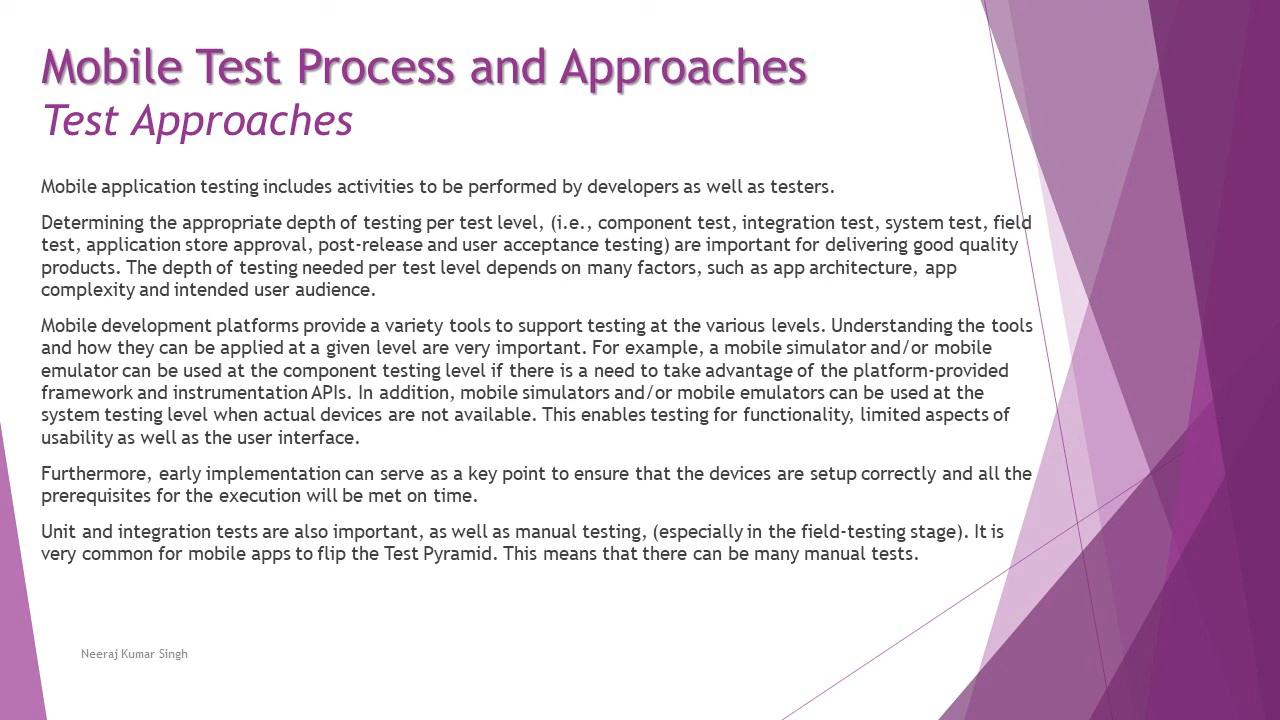 Mobile Test Process and Approaches
Test Approaches
Mobile application testing includes activities to be performed by developers as well as testers.
Determining the appropriate depth of testing per test level, (i.e., component test, integration test, system test, field
test, application store approval, post-release and user acceptance testing) are important for delivering good quality
products. The depth of testing needed per test level depends on many factors, such as app architecture, app
complexity and intended user audience.
Mobile development platforms provide a variety tools to support testing at the various levels. Understanding the tools
and how they can be applied at a given level are very important. For example, a mobile simulator and/or mobile
emulator can be used at the component testing level if there is a need to take advantage of the platform-provided
framework and instrumentation APIs. In addition, mobile simulators and/or mobile emulators can be used at the
system testing level when actual devices are not available. This enables testing for functionality, limited aspects of
usability as well as the user interface.
Furthermore, early implementation can serve as a key point to ensure that the devices are setup correctly and all the
prerequisites for the execution will be met on time.
Unit and integration tests are also important, as well as manual testing, (especially in the field-testing stage). It is
very common for mobile apps to flip the Test Pyramid. This means that there can be many manual tests.
Neeraj Kumar Singh